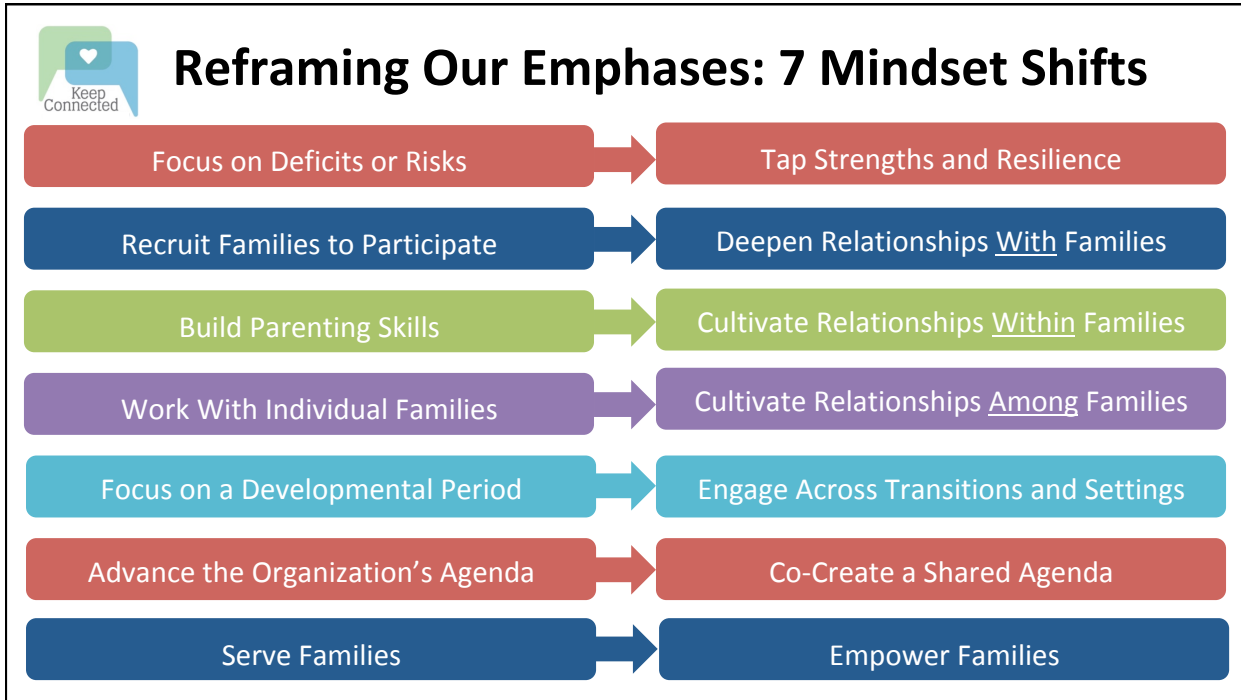 Keep
Connected
Reframing Our Emphases: 7 Mindset Shifts
Focus on Deficits or Risks
Tap Strengths and Resilience
Recruit Families to Participate
Deepen Relationships With Families
Build Parenting Skills
Cultivate Relationships Within Families
Work With Individual Families
Cultivate Relationships Among Families
Focus on a Developmental Period
Engage Across Transitions and Settings
Advance the Organization’s Agenda
Co-Create a Shared Agenda
Serve Families
Empower Families